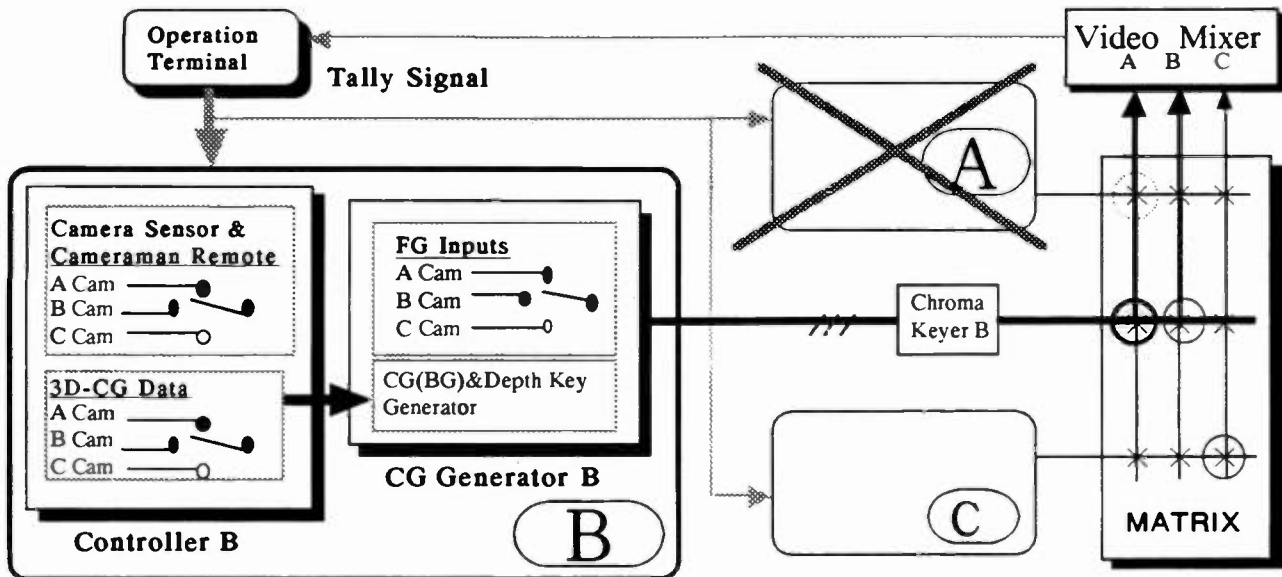 Operation
Terminal
Tally Signal
Video Mixer
A B C
A
Camera Sensor &
Cameraman Remote
A Cam
B Cam
C Cam
3D-CG Data
A Cam
B Cam
C Cam
Controller B
FG Inputs
A Cam
B Cam
C Cam
CG(BG)&Depth Key
Generator
CG Generator B
B
Chroma
Keyer B
C
MATRIX